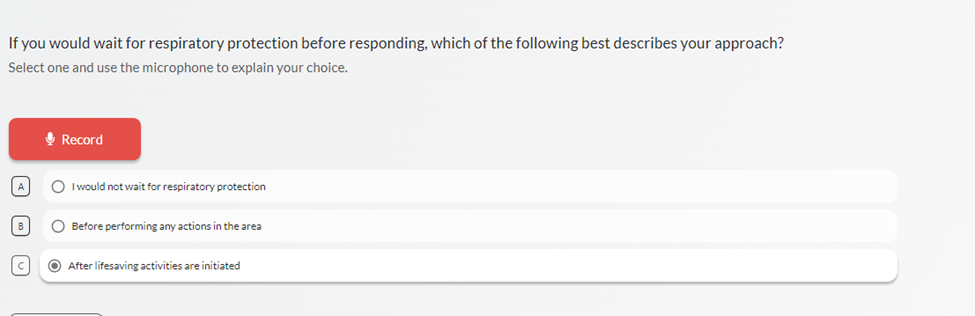 If you would wait for respiratory protection before responding, which of the following best describes your approach?
Select one and use the microphone to explain your choice.
Record
A I would not wait for respiratory protection
B Before performing any actions in the area
C After lifesaving activities are initiated